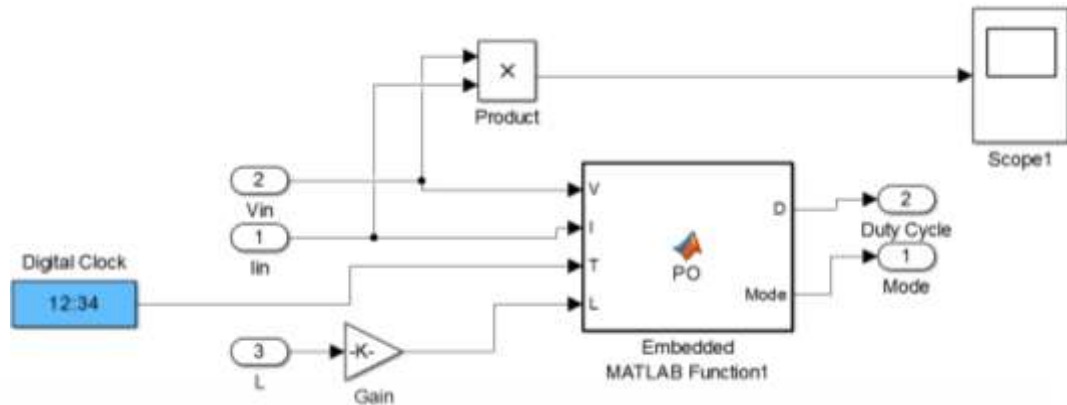 ×
Product
Scope1
2
Vin
1
Iin
Digital Clock
12:34
3
L
-K-
Gain
V
I
T
L
PO
D
Mode
Embedded
MATLAB Function1
2
Duty Cycle
1
Mode